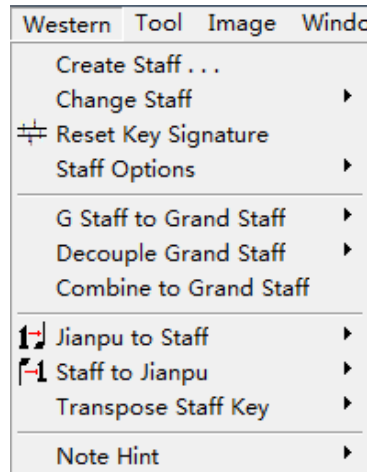 Western Tool Image Windo
Create Staff . . .
Change Staff
Reset Key Signature
Staff Options
G Staff to Grand Staff
Decouple Grand Staff
Combine to Grand Staff
Jianpu to Staff
Staff to Jianpu
Transpose Staff Key
Note Hint